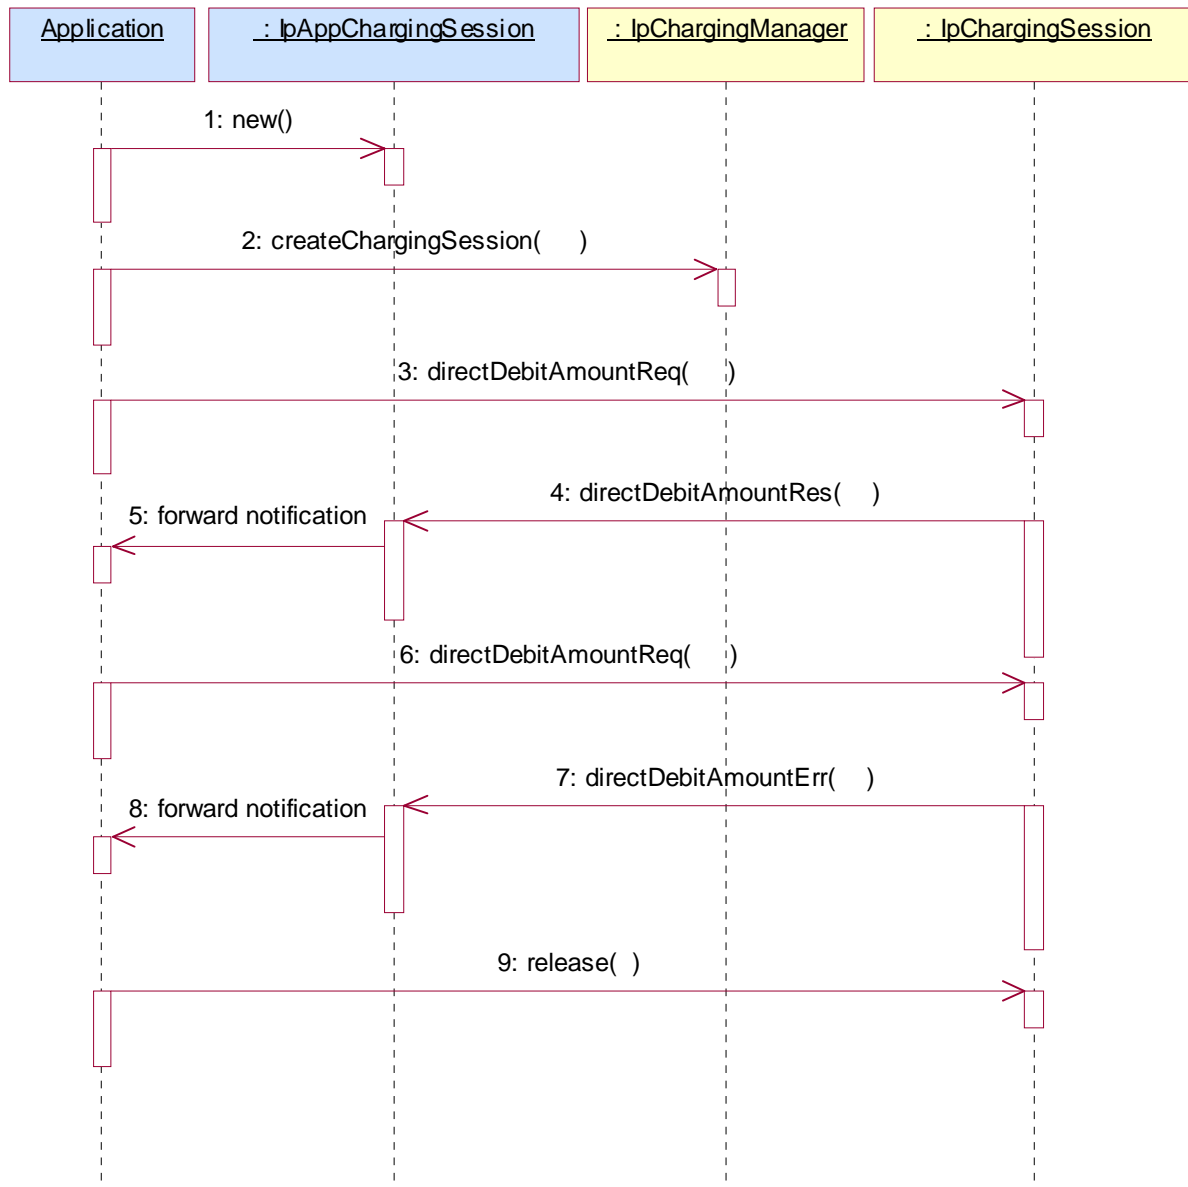 Application
: IpAppChargingSession
: IpChargingManager
: IpChargingSession
1: new()
2: createChargingSession( )
3: directDebitAmountReq( )
4: directDebitAmountRes( )
5: forward notification
6: directDebitAmountReq( )
7: directDebitAmountErr( )
8: forward notification
9: release( )